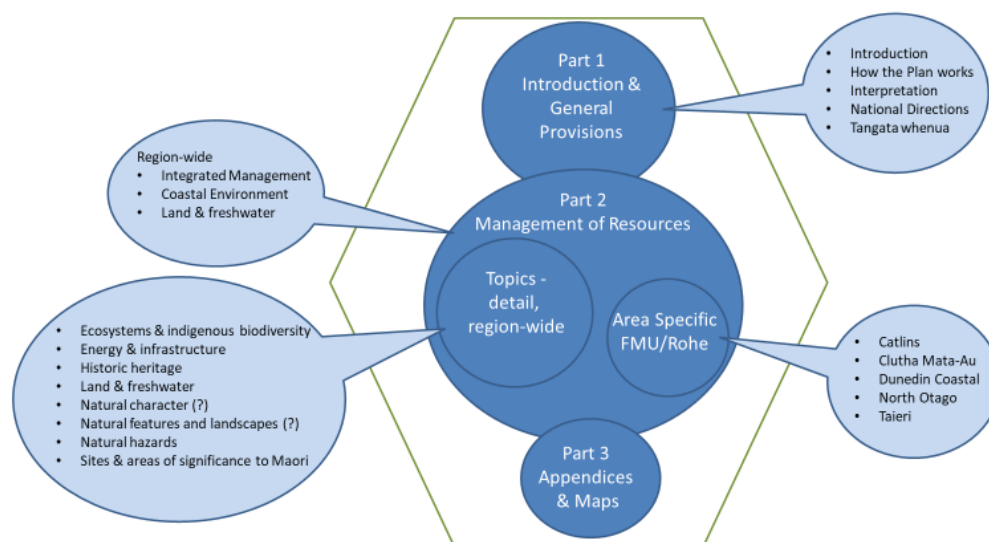 Part 1
Introduction &
General
Provisions
• Introduction
• How the Plan works
• Interpretation
• National Directions
• Tangata whenua
Region-wide
• Integrated Management
• Coastal Environment
• Land & freshwater
Part 2
Management of Resources
Topics -
detail,
region-wide
Area Specific
FMU/Rohe
• Ecosystems & indigenous biodiversity
• Energy & infrastructure
• Historic heritage
• Land & freshwater
• Natural character (?)
• Natural features and landscapes (?)
• Natural hazards
• Sites & areas of significance to Maori
• Catlins
• Clutha Mata-Au
• Dunedin Coastal
• North Otago
• Taieri
Part 3
Appendices
& Maps